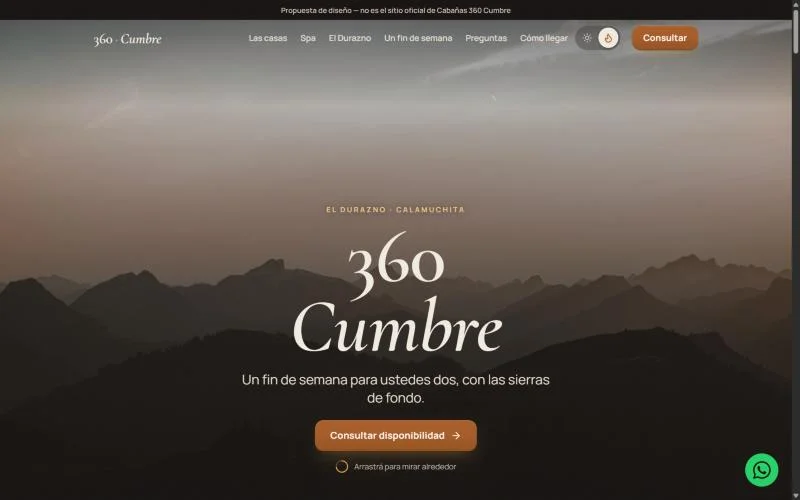 Propuesta de diseño — no es el sitio oficial de Cabañas 360 Cumbre
360 · Cumbre
Las casas
Spa
El Durazno
Un fin de semana
Preguntas
Cómo llegar
Consultar
EL DURAZNO · CALAMUCHITA
360
Cumbre
Un fin de semana para ustedes dos, con las sierras
de fondo.
Consultar disponibilidad →
Arrastrá para mirar alrededor